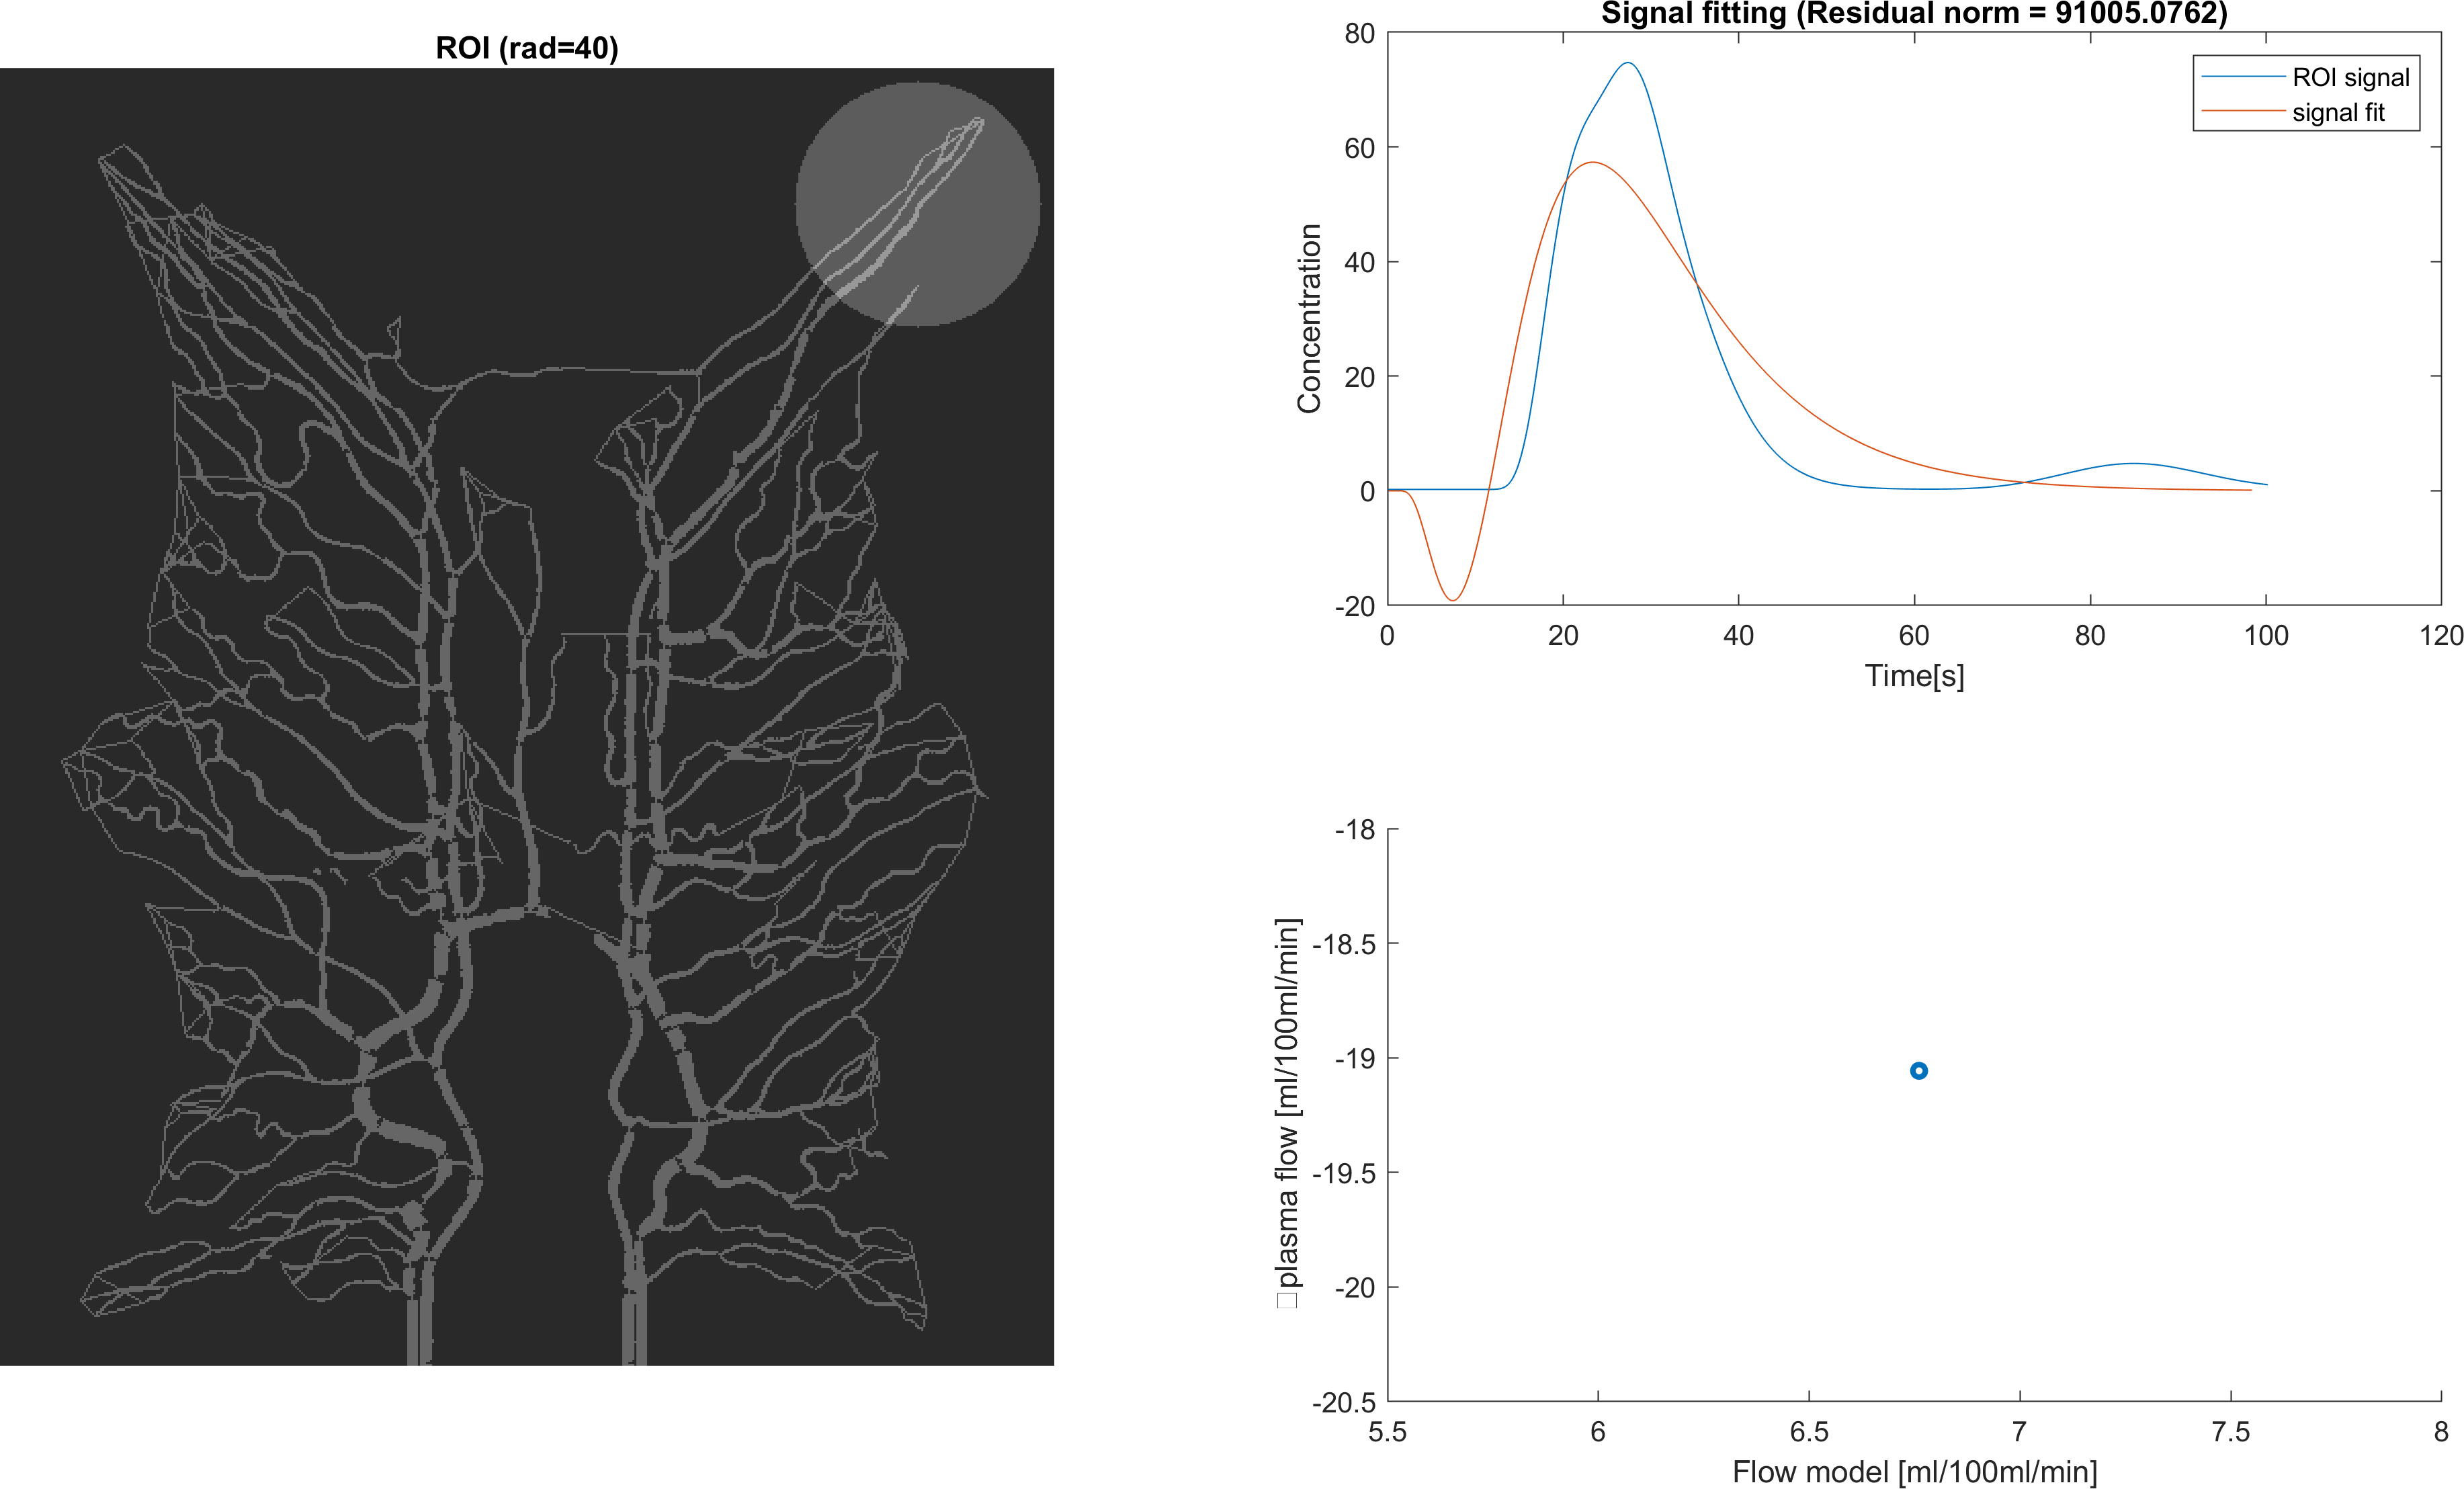 ROI (rad=40)
Signal fitting (Residual norm = 91005.0762)
80
60
40
20
0
-20
Concentration
ROI signal
signal fit
0 20 40 60 80 100 120
Time[s]
-18
-18.5
-19
-19.5
-20
-20.5
□ plasma flow [ml/100ml/min]
5.5 6 6.5 7 7.5 8
Flow model [ml/100ml/min]